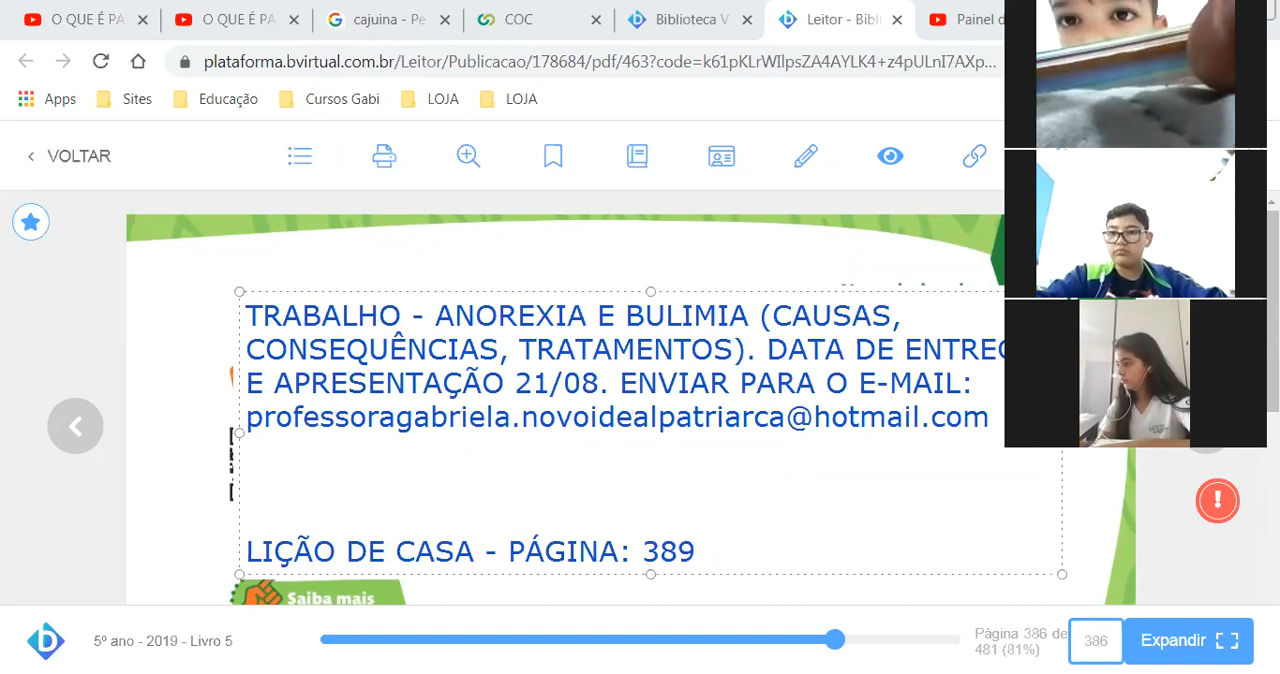 O QUE É PA
O QUE É PA
cajuina - Pe
COC
Biblioteca V
Leitor - Bibli
Painel d
plataforma.bvirtual.com.br/Leitor/Publicacao/178684/pdf/463?code=k61pKLrWIlpsZA4AYLK4+z4pULnI7AXp...
Apps
Sites
Educação
Cursos Gabi
LOJA
LOJA
VOLTAR
TRABALHO - ANOREXIA E BULIMIA (CAUSAS,
CONSEQUÊNCIAS, TRATAMENTOS). DATA DE ENTREG
E APRESENTAÇÃO 21/08. ENVIAR PARA O E-MAIL:
professoragabriela.novoidealpatriarca@hotmail.com
LIÇÃO DE CASA - PÁGINA: 389
Saiba mais
5º ano - 2019 - Livro 5
Página 386 de
481 (81%)
386
Expandir